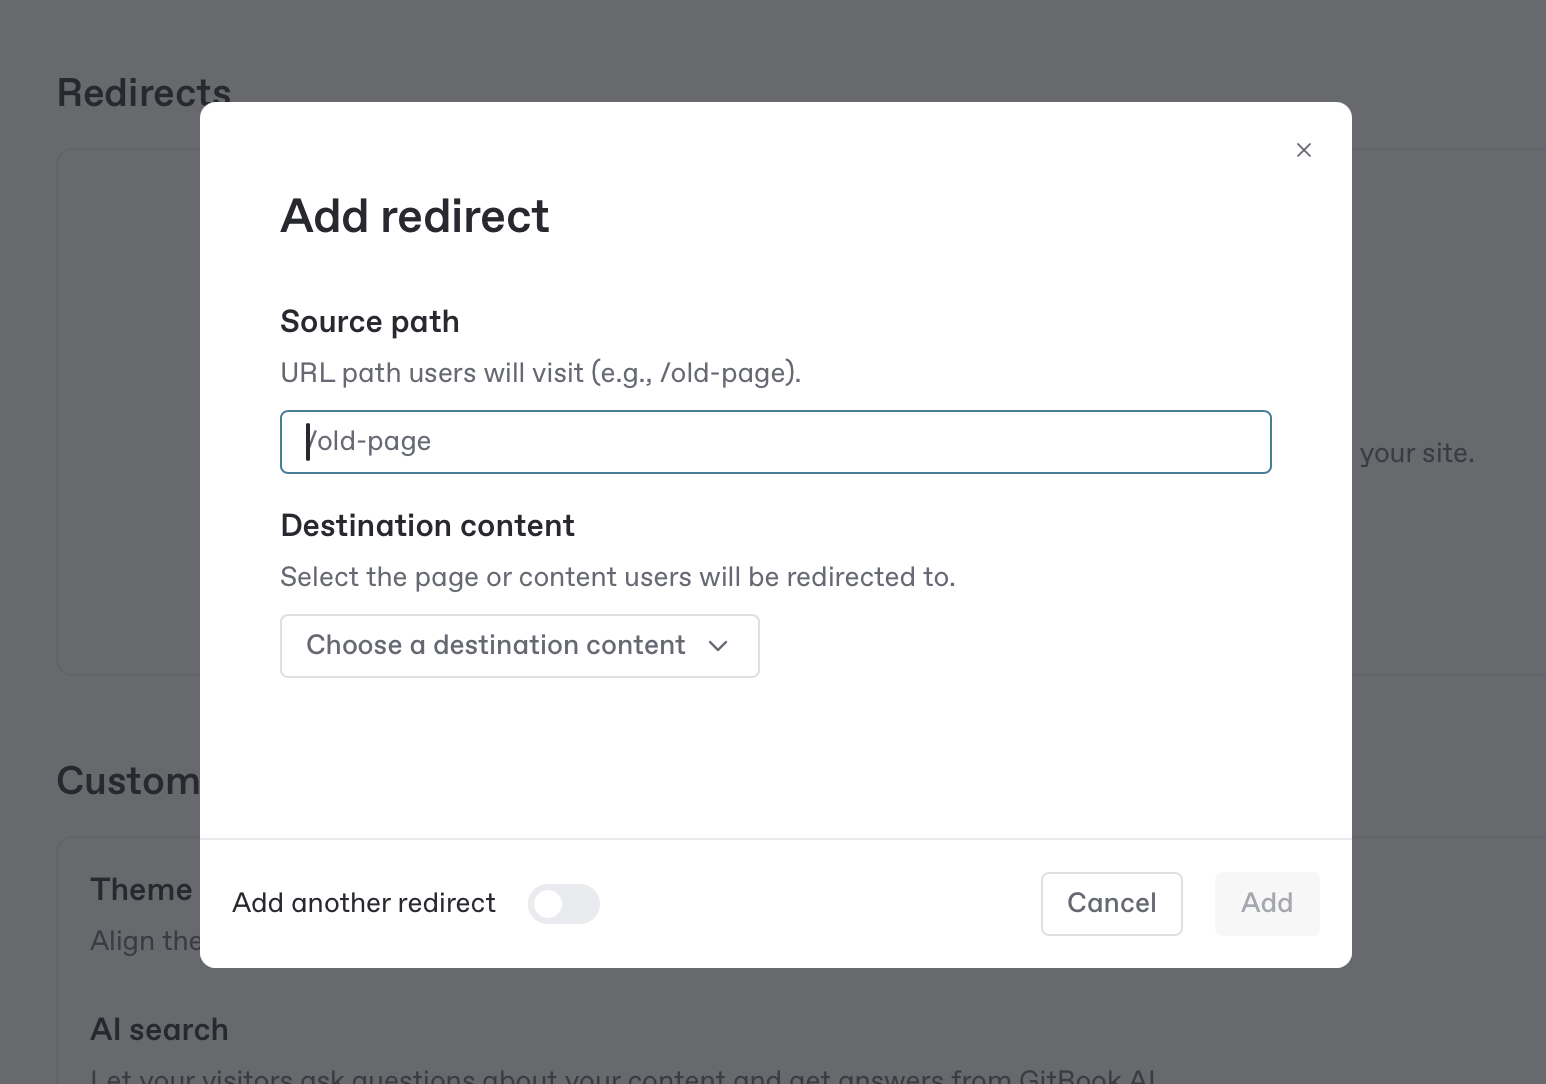 Redirects
Add redirect
Source path
URL path users will visit (e.g., /old-page).
/old-page
your site.
Destination content
Select the page or content users will be redirected to.
Choose a destination content
Custom
Theme
Add another redirect
Cancel
Add
Align the
AI search
Let your visitors ask questions about your content and get answers from GitBook AI